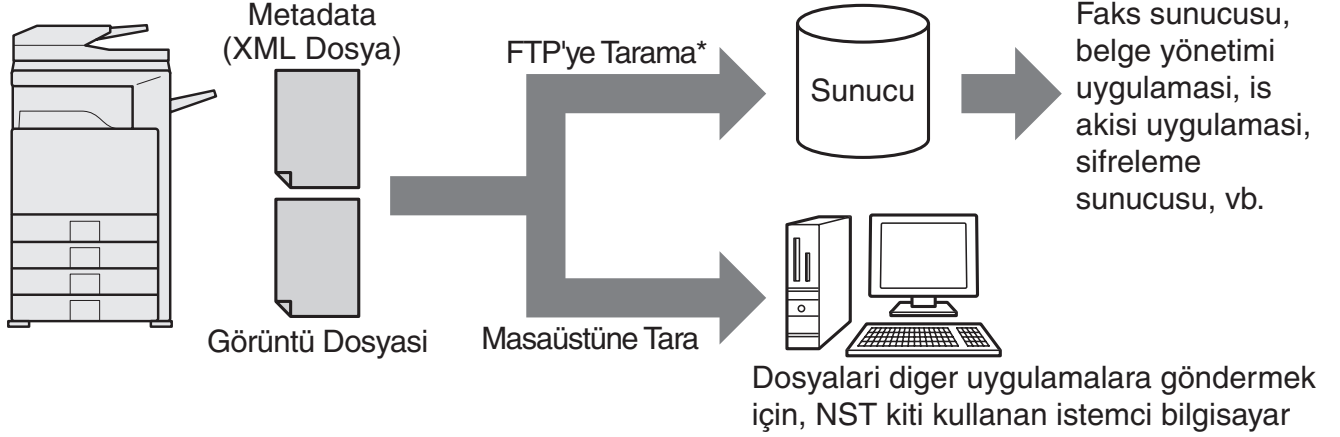 Metadata
(XML Dosya)
Görüntü Dosyasi
FTP'ye Tarama*
Masaüstüne Tara
Sunucu
Faks sunucusu,
belge yönetimi
uygulamasi, is
akisi uygulamasi,
sifreleme
sunucusu, vb.
Dosyalari diger uygulamalara göndermek
için, NST kiti kullanan istemci bilgisayar